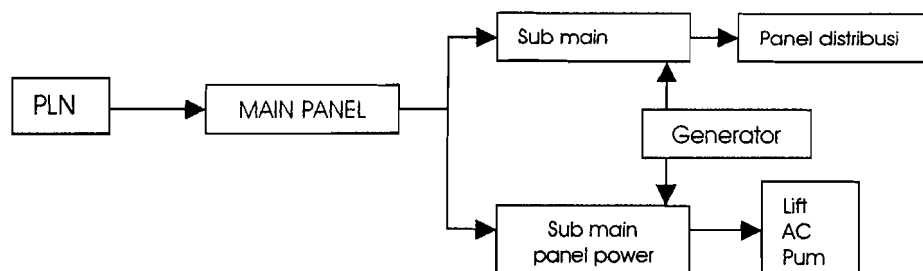 PLN
MAIN PANEL
Sub main
Panel distribusi
Generator
Sub main
panel power
Lift
AC
Pum